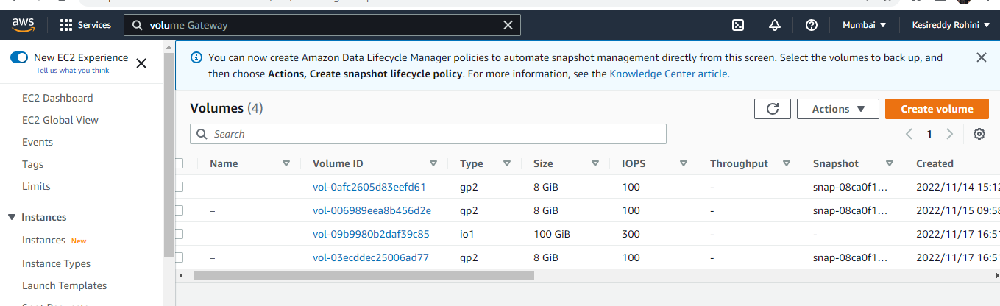 aws Services volume Gateway Mumbai Kesireddy Rohini
New EC2 Experience
Tell us what you think
EC2 Dashboard
EC2 Global View
Events
Tags
Limits
Instances
Instances New
Instance Types
Launch Templates
You can now create Amazon Data Lifecycle Manager policies to automate snapshot management directly from this screen. Select the volumes to back up, and
then choose Actions, Create snapshot lifecycle policy. For more information, see the Knowledge Center article.
Volumes (4) Actions Create volume
Search 1
Name Volume ID Type Size IOPS Throughput Snapshot Created
– vol-0afc2605d83eefd61 gp2 8 GiB 100 - snap-08ca0f1... 2022/11/14 15:12
– vol-006989eea8b456d2e gp2 8 GiB 100 - snap-08ca0f1... 2022/11/15 09:58
– vol-09b9980b2daf39c85 io1 100 GiB 300 - - 2022/11/17 16:51
– vol-03ecddec25006ad77 gp2 8 GiB 100 - snap-08ca0f1... 2022/11/17 16:51